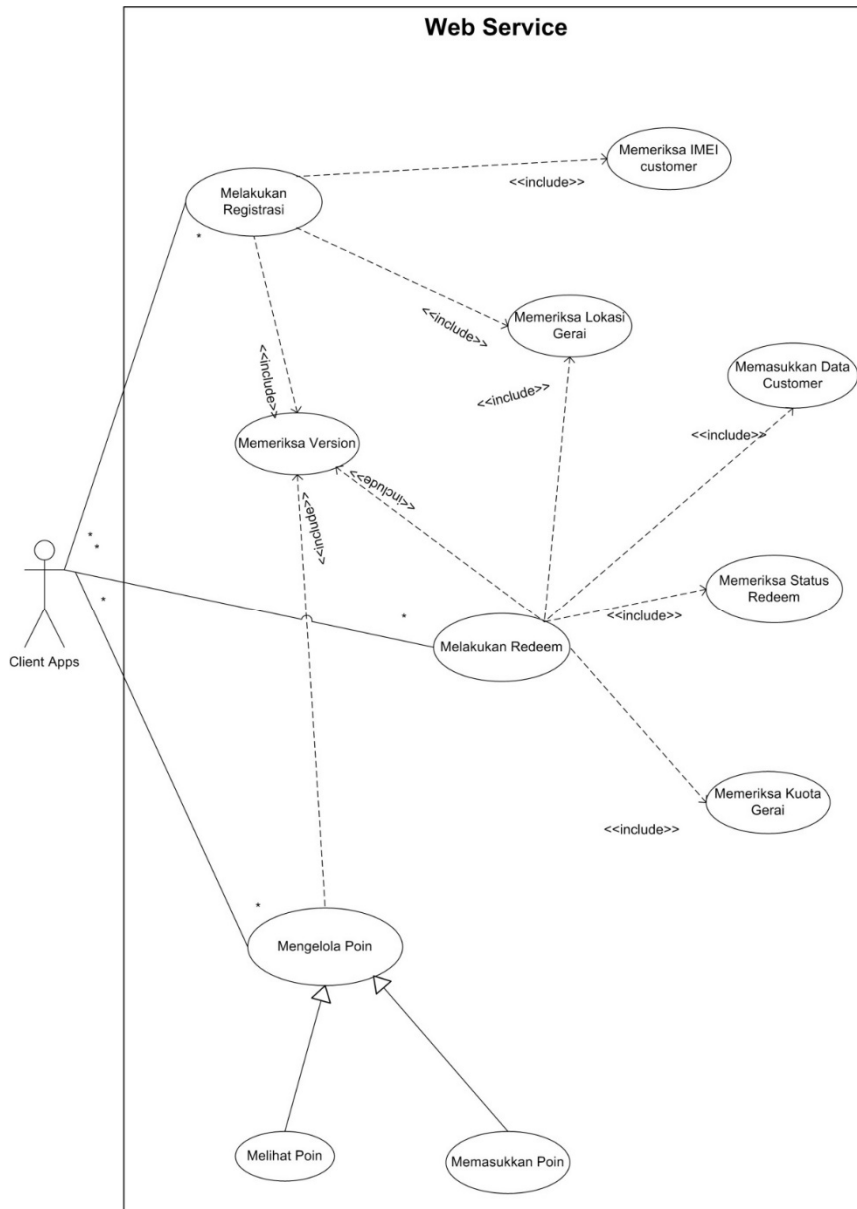 Web Service
Memeriksa IMEI
customer
<<include>>
Melakukan
Registrasi
*
<<include>>
Memeriksa Lokasi
Gerai
<<include>>
<<include>>
Memasukkan Data
Customer
<<include>>
Memeriksa Version
<<include>>
<<include>>
*
*
*
*
Client Apps
Melakukan Redeem
Memeriksa Status
Redeem
<<include>>
Memeriksa Kuota
Gerai
<<include>>
*
Mengelola Poin
Melihat Poin
Memasukkan Poin